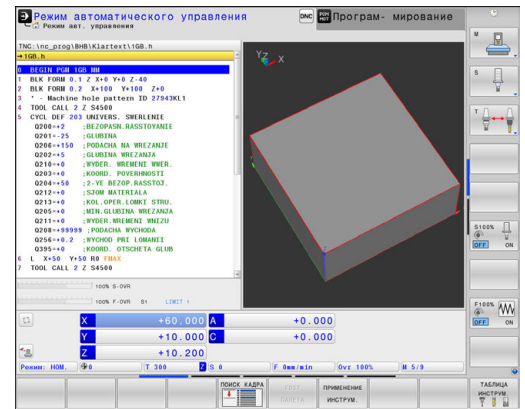 Режим автоматического управления
DNC
Програм- мирование
Режим авт. управления
TNC:\nc_prog\BHB\Klartext\1GB.h
→1GB.h
0 BEGIN PGM 1GB MM
1 BLK FORM 0.1 Z X+0 Y+0 Z-40
2 BLK FORM 0.2 X+100 Y+100 Z+0
3 * - Machine hole pattern ID 27943KL1
4 TOOL CALL 2 Z S4500
5 CYCL DEF 203 UNIVERS. SWERLENIE
Q200=+2 ;BEZOPASN.RASSTOYANIE
Q201=-25 ;GLUBINA
Q206=+150 ;PODACHA NA WREZANJE
Q202=+5 ;GLUBINA WREZANJA
Q210=+0 ;WYDER. WREMENI WWER.
Q203=+0 ;KOORD. POVERHNOSTI
Q204=+50 ;2-YE BEZOP.RASSTOJ.
Q212=+0 ;SJOM MATERIALA
Q213=+0 ;KOL.OPER.LOMKI STRU.
Q205=+0 ;MIN.GLUBINA WREZANJA
Q211=+0 ;WYDER.WREMENI WNIZU
Q208=+99999 ;PODACHA WYCHODA
Q256=+0.2 ;WYCHOD PRI LOMANII
Q395=+0 ;KOORD. OTSCHETA GLUB
6 L X+50 Y+50 R0 FMAX
7 TOOL CALL 2 Z S4500
Y Z X
100% S-OVR
100% F-OVR S1 LIMIT 1
X +60.000 A +0.000
Y +10.000 C +0.000
Z +10.200
Режим: НОМ. 0 T 300 Z S 0 F 0mm/min Ovr 100% M 5/9
ПОИСК КАДРА
ПРИМЕНЕНИЕ
ИНСТРУМ.
ТАБЛИЦА
ИНСТРУМ.
M
S
T
S100%
OFF ON
F100%
OFF ON